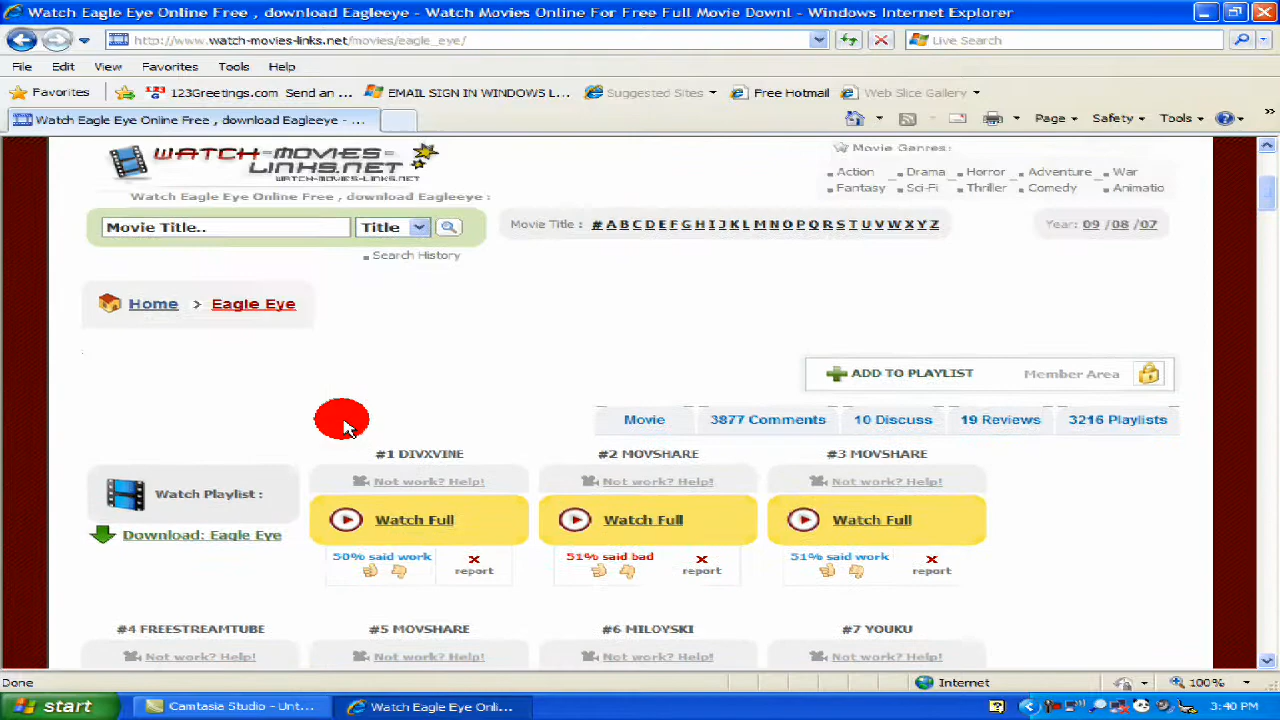 Watch Eagle Eye Online Free , download Eagleeye - Watch Movies Online For Free Full Movie Downl - Windows Internet Explorer
http://www.watch-movies-links.net/movies/eagle_eye/
Live Search
File Edit View Favorites Tools Help
Favorites 123Greetings.com Send an ... EMAIL SIGN IN WINDOWS L... Suggested Sites Free Hotmail Web Slice Gallery
Watch Eagle Eye Online Free , download Eagleeye - ...
Page Safety Tools
WATCH-MOVIES-
LINKS.NET
WATCH-MOVIES-LINKS.NET
Movie Genres:
Action Drama Horror Adventure War
Fantasy Sci-Fi Thriller Comedy Animatio
Watch Eagle Eye Online Free, download Eagleeye :
Movie Title.. Title
Movie Title : # A B C D E F G H I J K L M N O P Q R S T U V W X Y Z
Year: 09 /08 /07
Search History
Home > Eagle Eye
ADD TO PLAYLIST Member Area
Movie 3877 Comments 10 Discuss 19 Reviews 3216 Playlists
#1 DIVXVINE #2 MOVSHARE #3 MOVSHARE
Not work? Help! Not work? Help! Not work? Help!
Watch Playlist :
Watch Full Watch Full Watch Full
Download: Eagle Eye
50% said work 51% said bad 51% said work
x report x report x report
#4 FREESTREAMTUBE #5 MOVSHARE #6 MILOYSKI #7 YOUKU
Not work? Help! Not work? Help! Not work? Help! Not work? Help!
Done Internet 100%
start Camtasia Studio - Unt... Watch Eagle Eye Onli... 3:40 PM